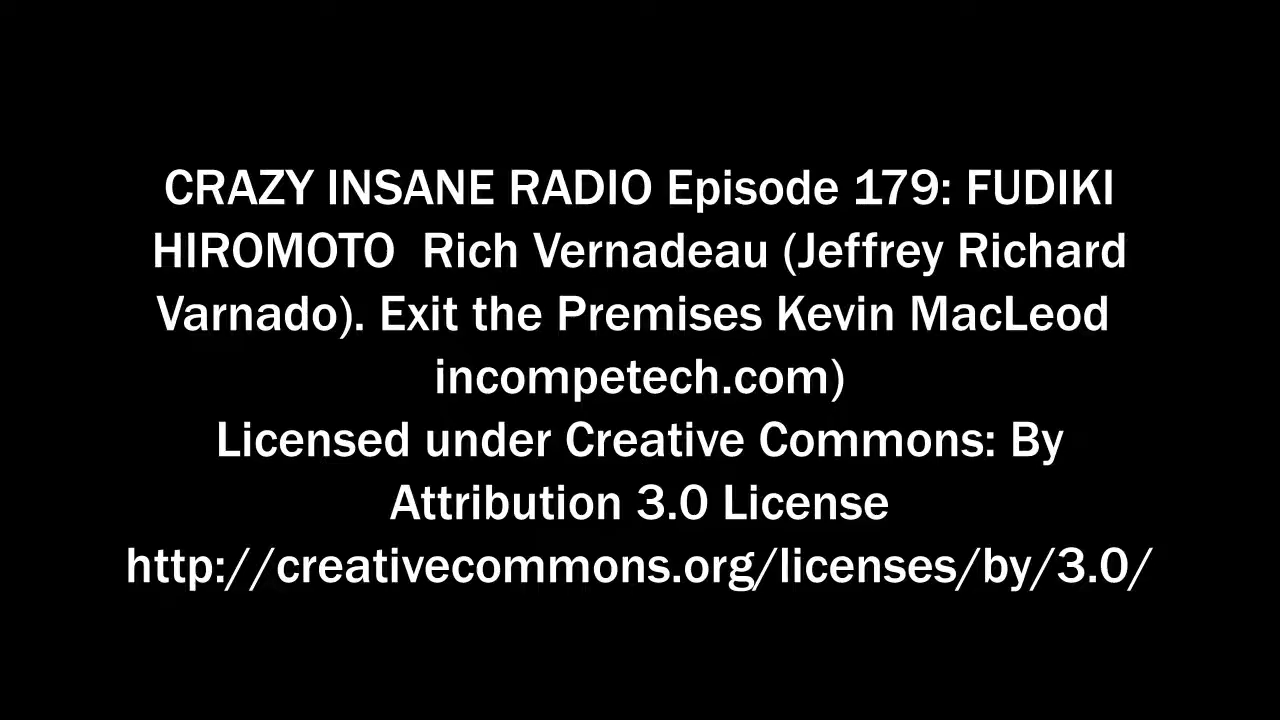 CRAZY INSANE RADIO Episode 179: FUDIKI
HIROMOTO  Rich Vernadeau (Jeffrey Richard
Varnado). Exit the Premises Kevin MacLeod
incompetech.com)
Licensed under Creative Commons: By
Attribution 3.0 License
http://creativecommons.org/licenses/by/3.0/